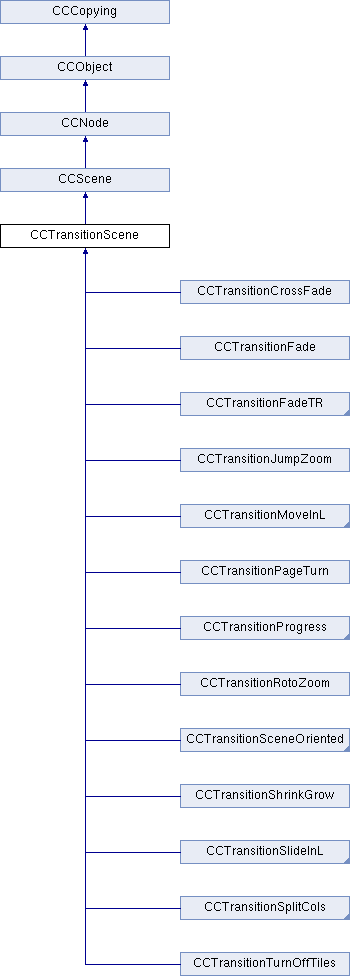 CCCopying
CCObject
CCNode
CCScene
CCTransitionScene
CCTransitionCrossFade
CCTransitionFade
CCTransitionFadeTR
CCTransitionJumpZoom
CCTransitionMoveInL
CCTransitionPageTurn
CCTransitionProgress
CCTransitionRotoZoom
CCTransitionSceneOriented
CCTransitionShrinkGrow
CCTransitionSlideInL
CCTransitionSplitCols
CCTransitionTurnOffTiles